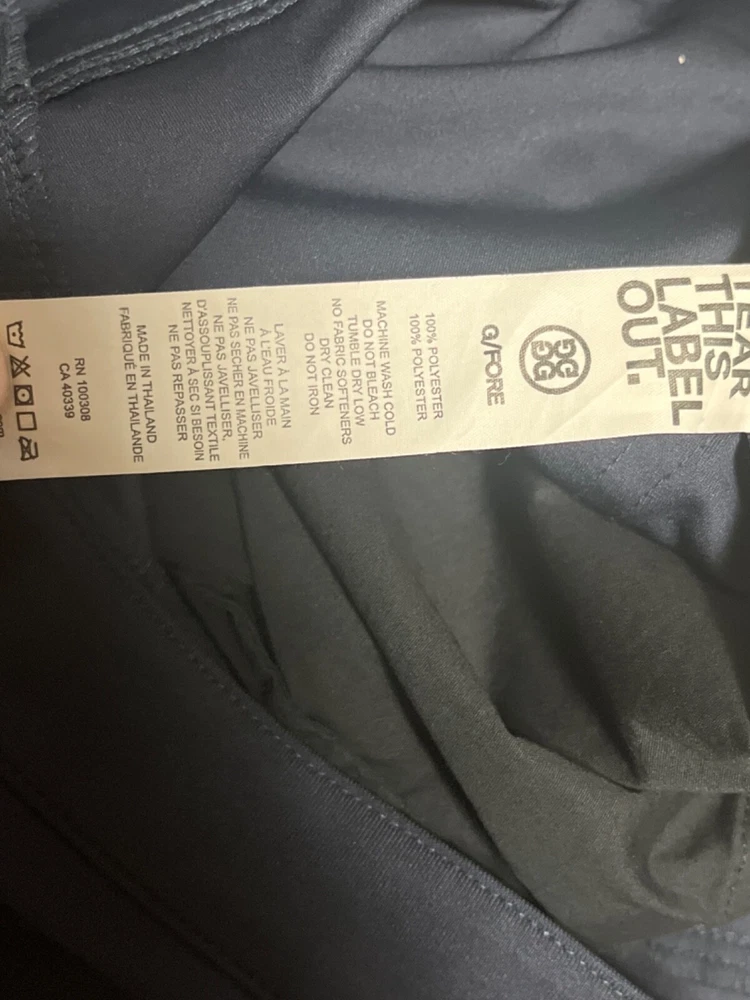 TEAR
THIS
LABEL
OUT.
G/FORE
100% POLYESTER
100% POLYESTER
MACHINE WASH COLD
DO NOT BLEACH
TUMBLE DRY LOW
NO FABRIC SOFTENERS
DRY CLEAN
DO NOT IRON
LAVER À LA MAIN
À L'EAU FROIDE
NE PAS JAVELLISER
NE PAS SECHER EN MACHINE
NE PAS JAVELLISER,
D'ASSOUPLISSANT TEXTILE
NETTOYER À SEC SI BESOIN
NE PAS REPASSER
MADE IN THAILAND
FABRIQUÉ EN THAILANDE
RN 100308
CA 40339